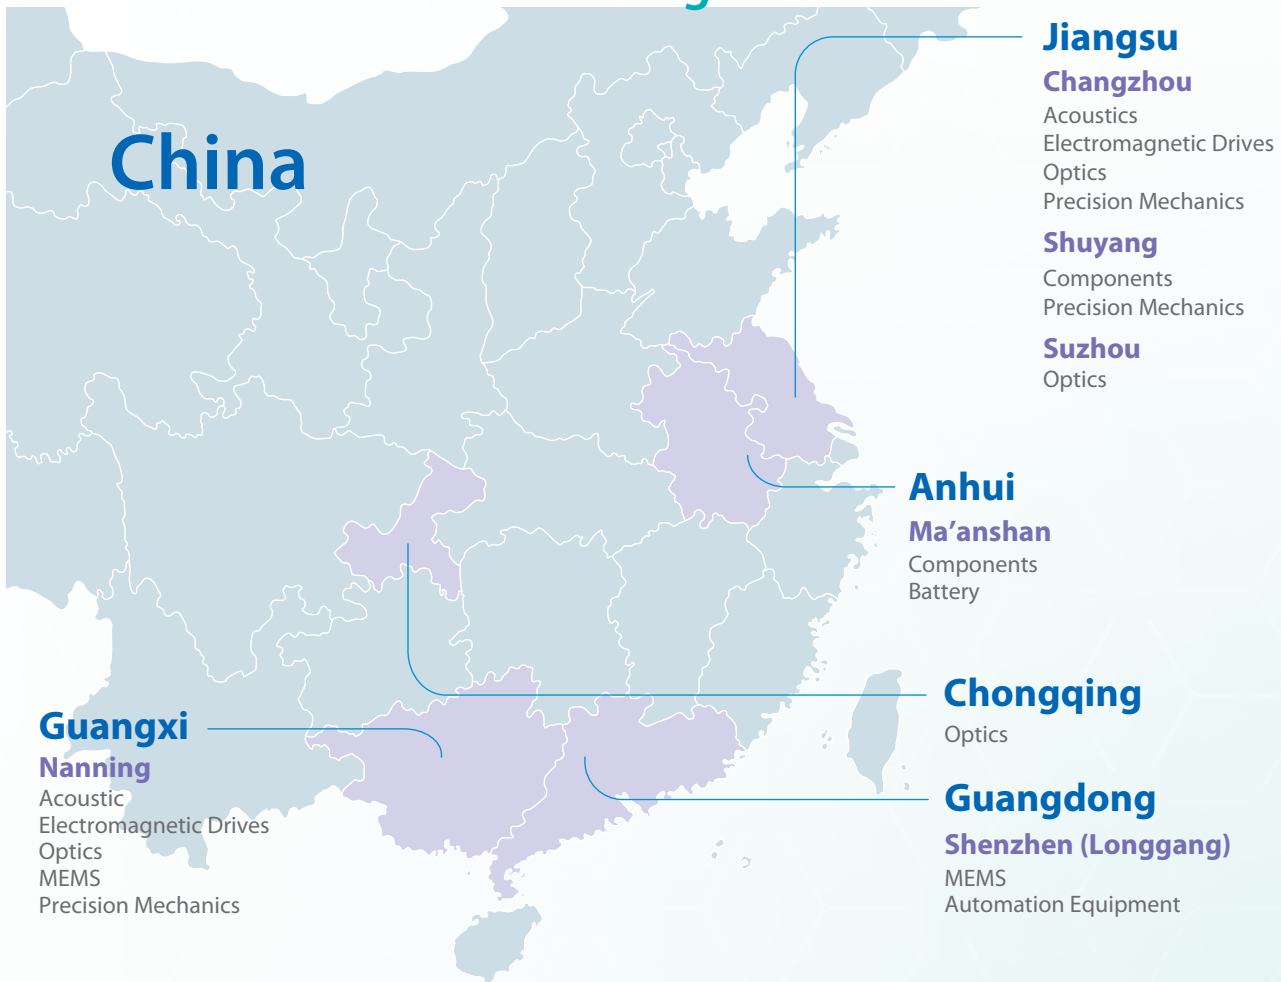 China
Jiangsu
Changzhou
Acoustics
Electromagnetic Drives
Optics
Precision Mechanics
Shuyang
Components
Precision Mechanics
Suzhou
Optics
Anhui
Ma’anshan
Components
Battery
Chongqing
Optics
Guangdong
Shenzhen (Longgang)
MEMS
Automation Equipment
Guangxi
Nanning
Acoustic
Electromagnetic Drives
Optics
MEMS
Precision Mechanics